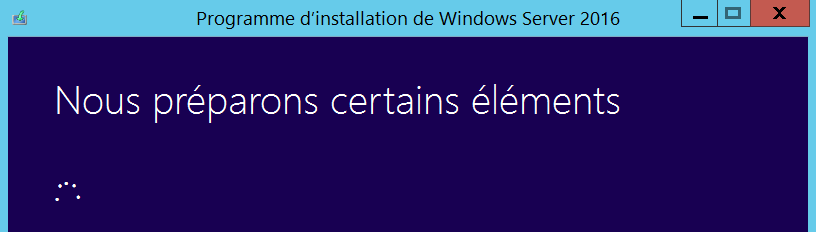 Programme d’installation de Windows Server 2016
Nous préparons certains éléments